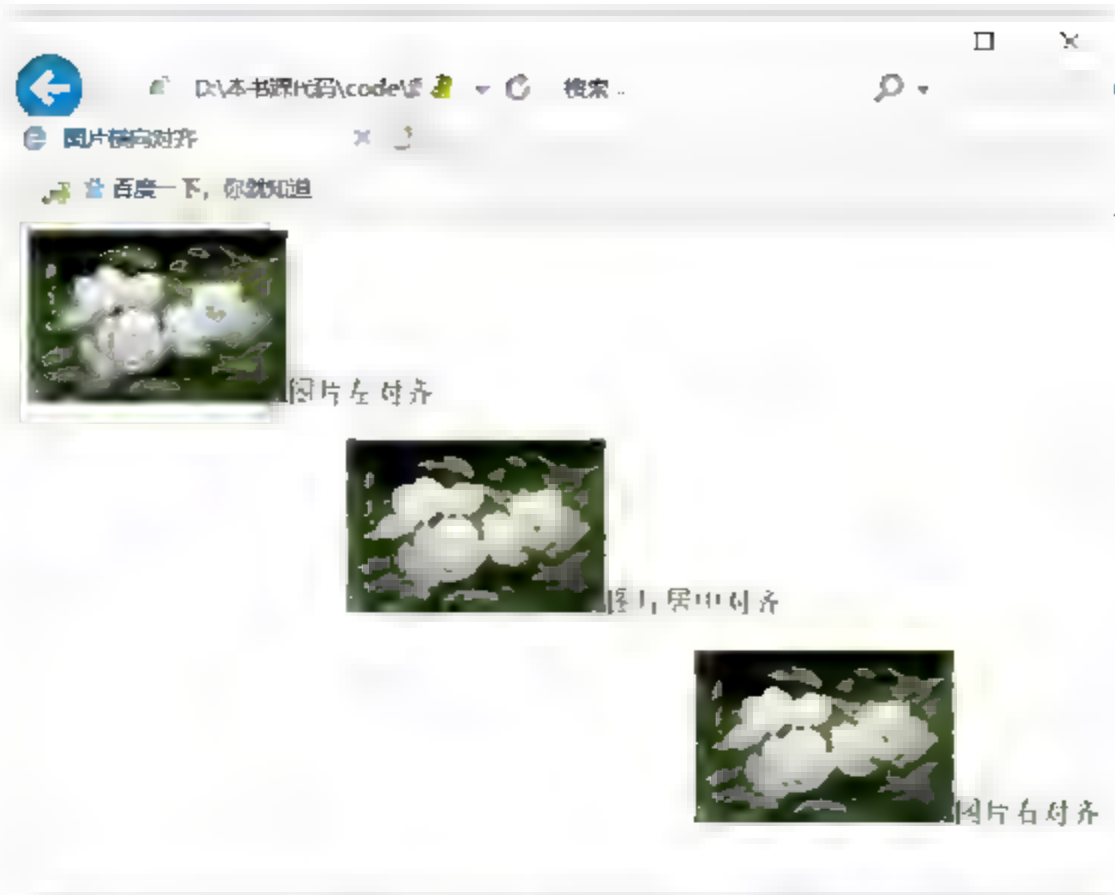 D:\本书源代码\code\ 搜索...
图片横向对齐
百度一下，你就知道
图片左对齐
图片居中对齐
图片右对齐